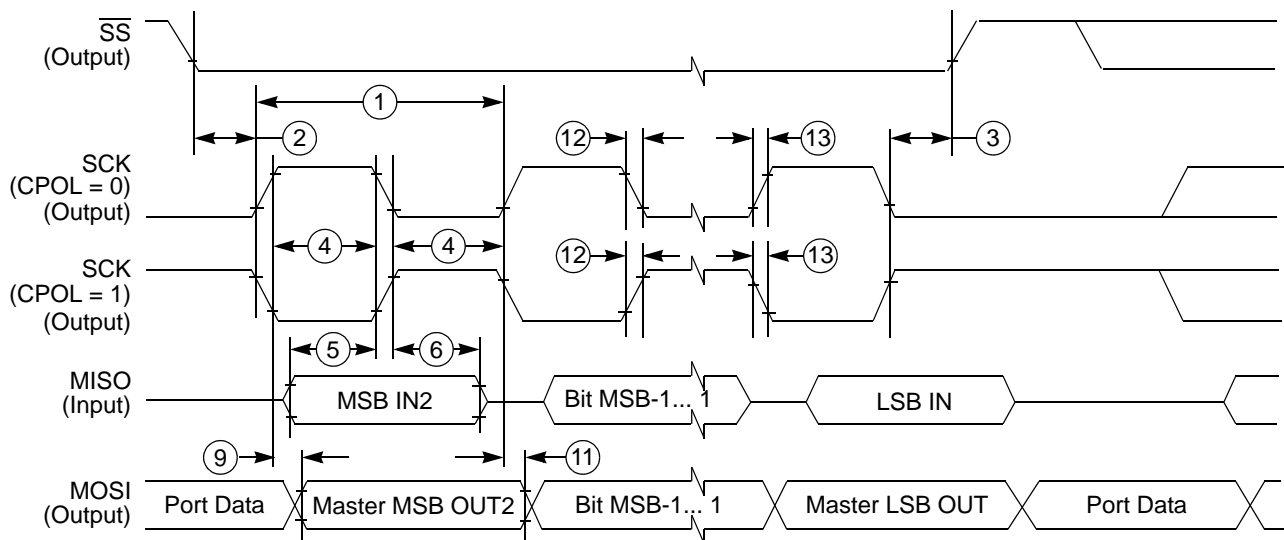 SS
(Output)
1
2
12
13
3
SCK
(CPOL = 0)
(Output)
4
4
SCK
(CPOL = 1)
(Output)
12
13
5
6
MISO
(Input)
MSB IN2
Bit MSB-1... 1
LSB IN
9
11
MOSI
(Output)
Port Data
Master MSB OUT2
Bit MSB-1... 1
Master LSB OUT
Port Data